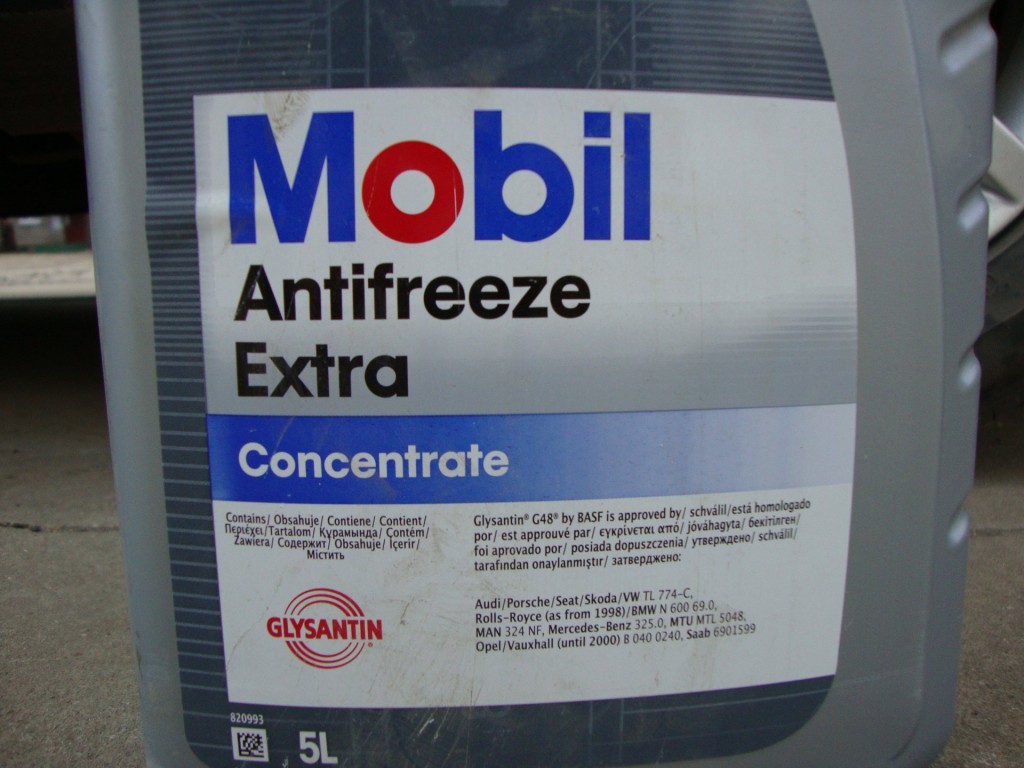 Mobil
Antifreeze
Extra
Concentrate
Contains/ Obsahuje/ Contiene/ Contient/
Περιέχει/Tartalom/ Құрамында/ Contém/
Zawiera/ Содержит/ Obsahuje/ İçerir/
Містить
GLYSANTIN®
Glysantin® G48® by BASF is approved by/ schválil/está homologado
por/ est approuvé par/ εγκρίνεται από/ jóváhagyta/ бекітілген/
foi aprovado por/ posiada dopuszczenia/ утверждено/ schválil/
tarafından onaylanmıştır/ затверджено:
Audi/Porsche/Seat/Skoda/VW TL 774-C,
Rolls-Royce (as from 1998)/BMW N 600 69.0,
MAN 324 NF, Mercedes-Benz 325.0, MTU MTL 5048,
Opel/Vauxhall (until 2000) B 040 0240, Saab 6901599
820993
5L